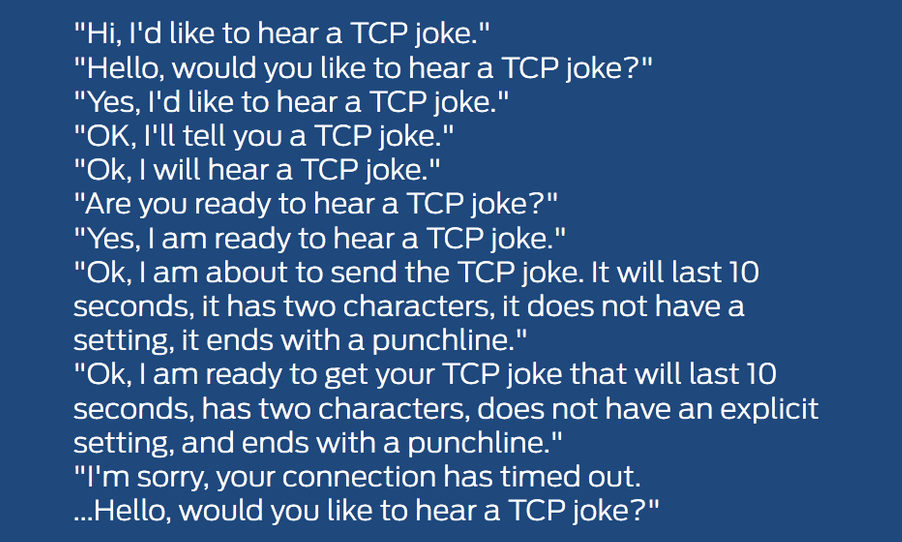 "Hi, I'd like to hear a TCP joke."
"Hello, would you like to hear a TCP joke?"
"Yes, I'd like to hear a TCP joke."
"OK, I'll tell you a TCP joke."
"Ok, I will hear a TCP joke."
"Are you ready to hear a TCP joke?"
"Yes, I am ready to hear a TCP joke."
"Ok, I am about to send the TCP joke. It will last 10
seconds, it has two characters, it does not have a
setting, it ends with a punchline."
"Ok, I am ready to get your TCP joke that will last 10
seconds, has two characters, does not have an explicit
setting, and ends with a punchline."
"I'm sorry, your connection has timed out.
...Hello, would you like to hear a TCP joke?"